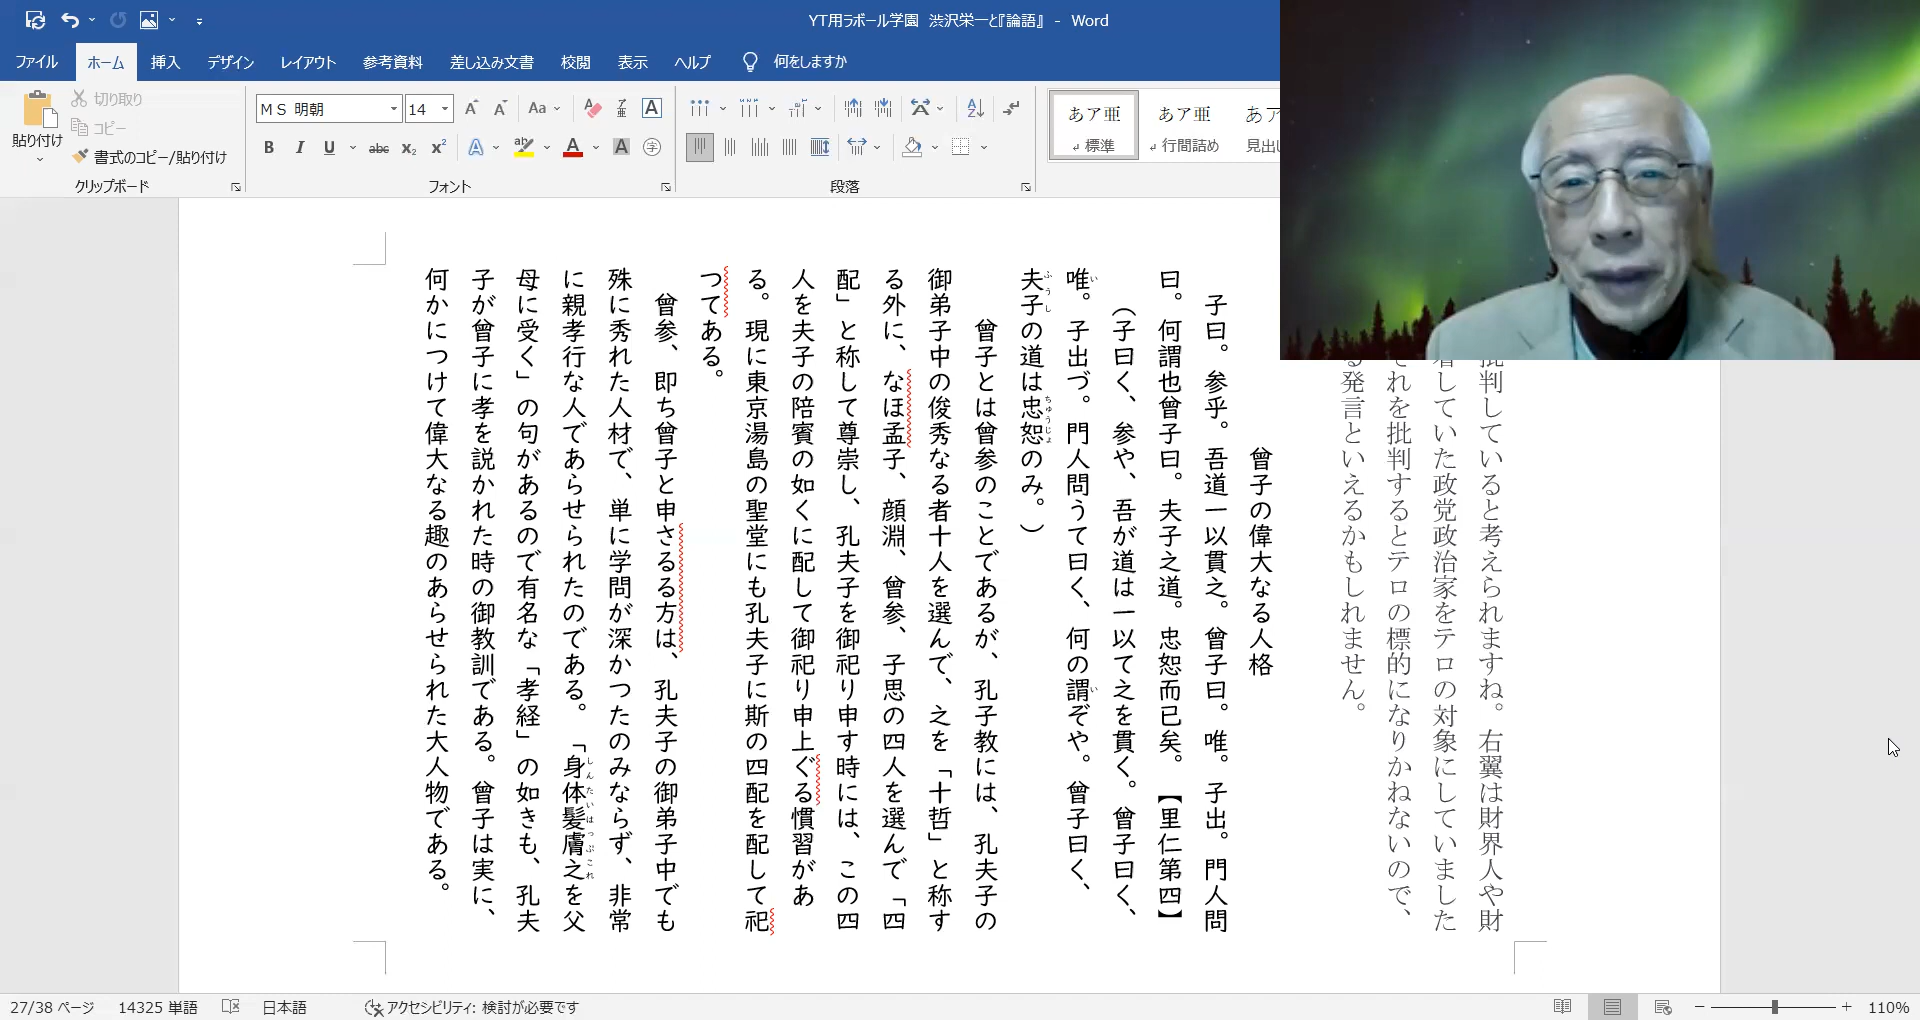 YT用ラボール学園　渋沢栄一と『論語』 - Word
ファイル ホーム 挿入 デザイン レイアウト 参考資料 差し込み文書 校閲 表示 ヘルプ 何をしますか
貼り付け
切り取り
コピー
書式のコピー/貼り付け
クリップボード
ＭＳ 明朝 14
フォント
段落
あア亜 標準
あア亜 行間詰め
あア 見出し
批判していると考えられますね。右翼は財界人や財
着していた政党政治家をテロの対象にしていました
それを批判するとテロの標的になりかねないので、
る発言といえるかもしれません。
曾子の偉大なる人格
子曰。参乎。吾道一以貫之。曾子曰。唯。子出。門人問
曰。何謂也曾子曰。夫子之道。忠恕而已矣。【里仁第四】
（子曰く、参や、吾が道は一以て之を貫く。曾子曰く、
唯。子出づ。門人問うて曰く、何の謂ぞや。曾子曰く、
夫子の道は忠恕のみ。）
曾子とは曾参のことであるが、孔子教には、孔夫子の
御弟子中の俊秀なる者十人を選んで、之を「十哲」と称す
る外に、なほ孟子、顔淵、曾参、子思の四人を選んで「四
配」と称して尊崇し、孔夫子を御祀り申す時には、この四
人を夫子の陪賓の如くに配して御祀り申上ぐる慣習があ
る。現に東京湯島の聖堂にも孔夫子に斯の四配を配して祀
つてある。
曾参、即ち曾子と申さるる方は、孔夫子の御弟子中でも
殊に秀れた人材で、単に学問が深かつたのみならず、非常
に親孝行な人であらせられたのである。「身体髪膚之を父
母に受く」の句があるので有名な「孝経」の如きも、孔夫
子が曾子に孝を説かれた時の御教訓である。曾子は実に、
何かにつけて偉大なる趣のあらせられた大人物である。
27/38 ページ 14325 単語 日本語 アクセシビリティ: 検討が必要です 110%